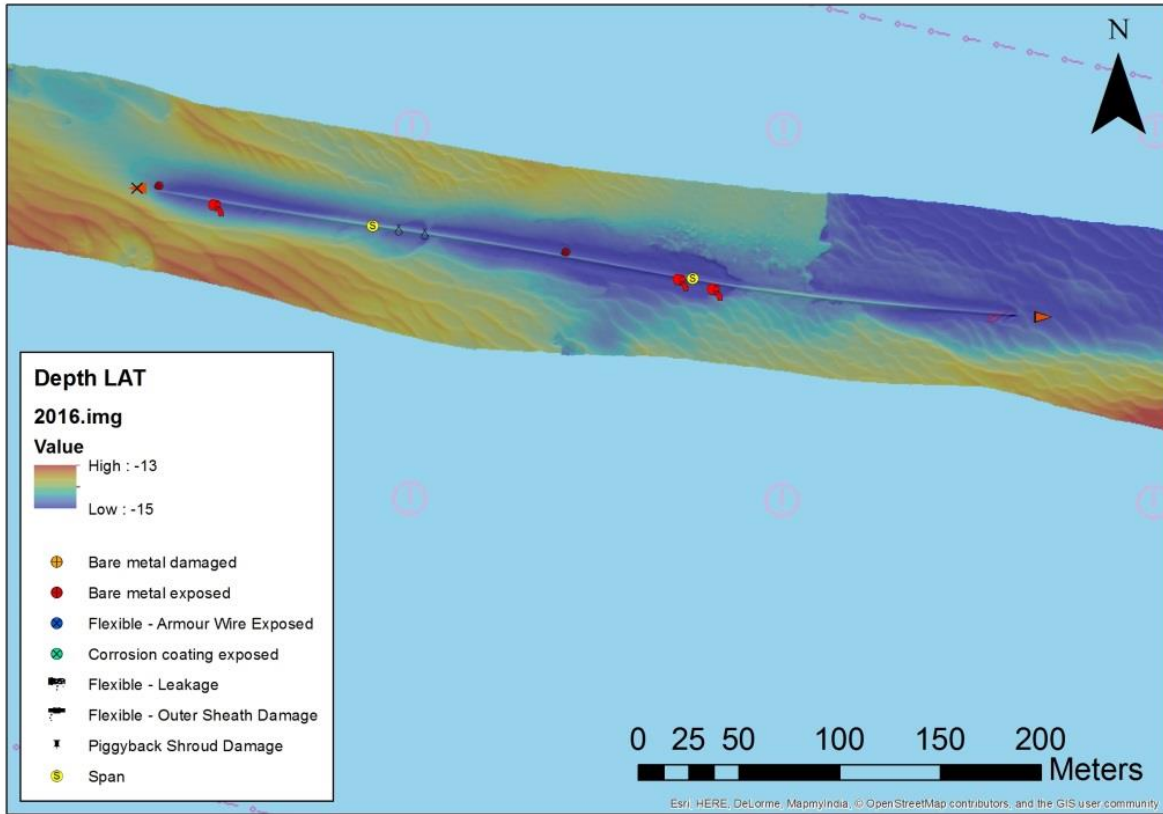 N
Depth LAT
2016.img
Value
High : -13
Low : -15
Bare metal damaged
Bare metal exposed
Flexible - Armour Wire Exposed
Corrosion coating exposed
Flexible - Leakage
Flexible - Outer Sheath Damage
Piggyback Shroud Damage
S Span
S
S
0 25 50 100 150 200
Meters
Esri, HERE, DeLorme, MapmyIndia, © OpenStreetMap contributors, and the GIS user community